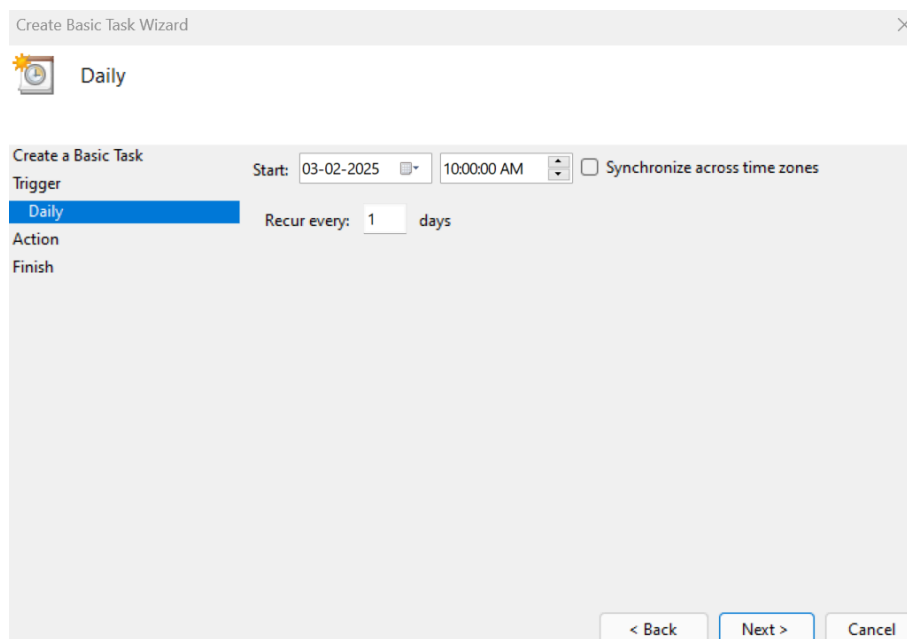 Create Basic Task Wizard
Daily
Create a Basic Task
Trigger
Daily
Action
Finish
Start: 03-02-2025 10:00:00 AM Synchronize across time zones
Recur every: 1 days
< Back Next > Cancel